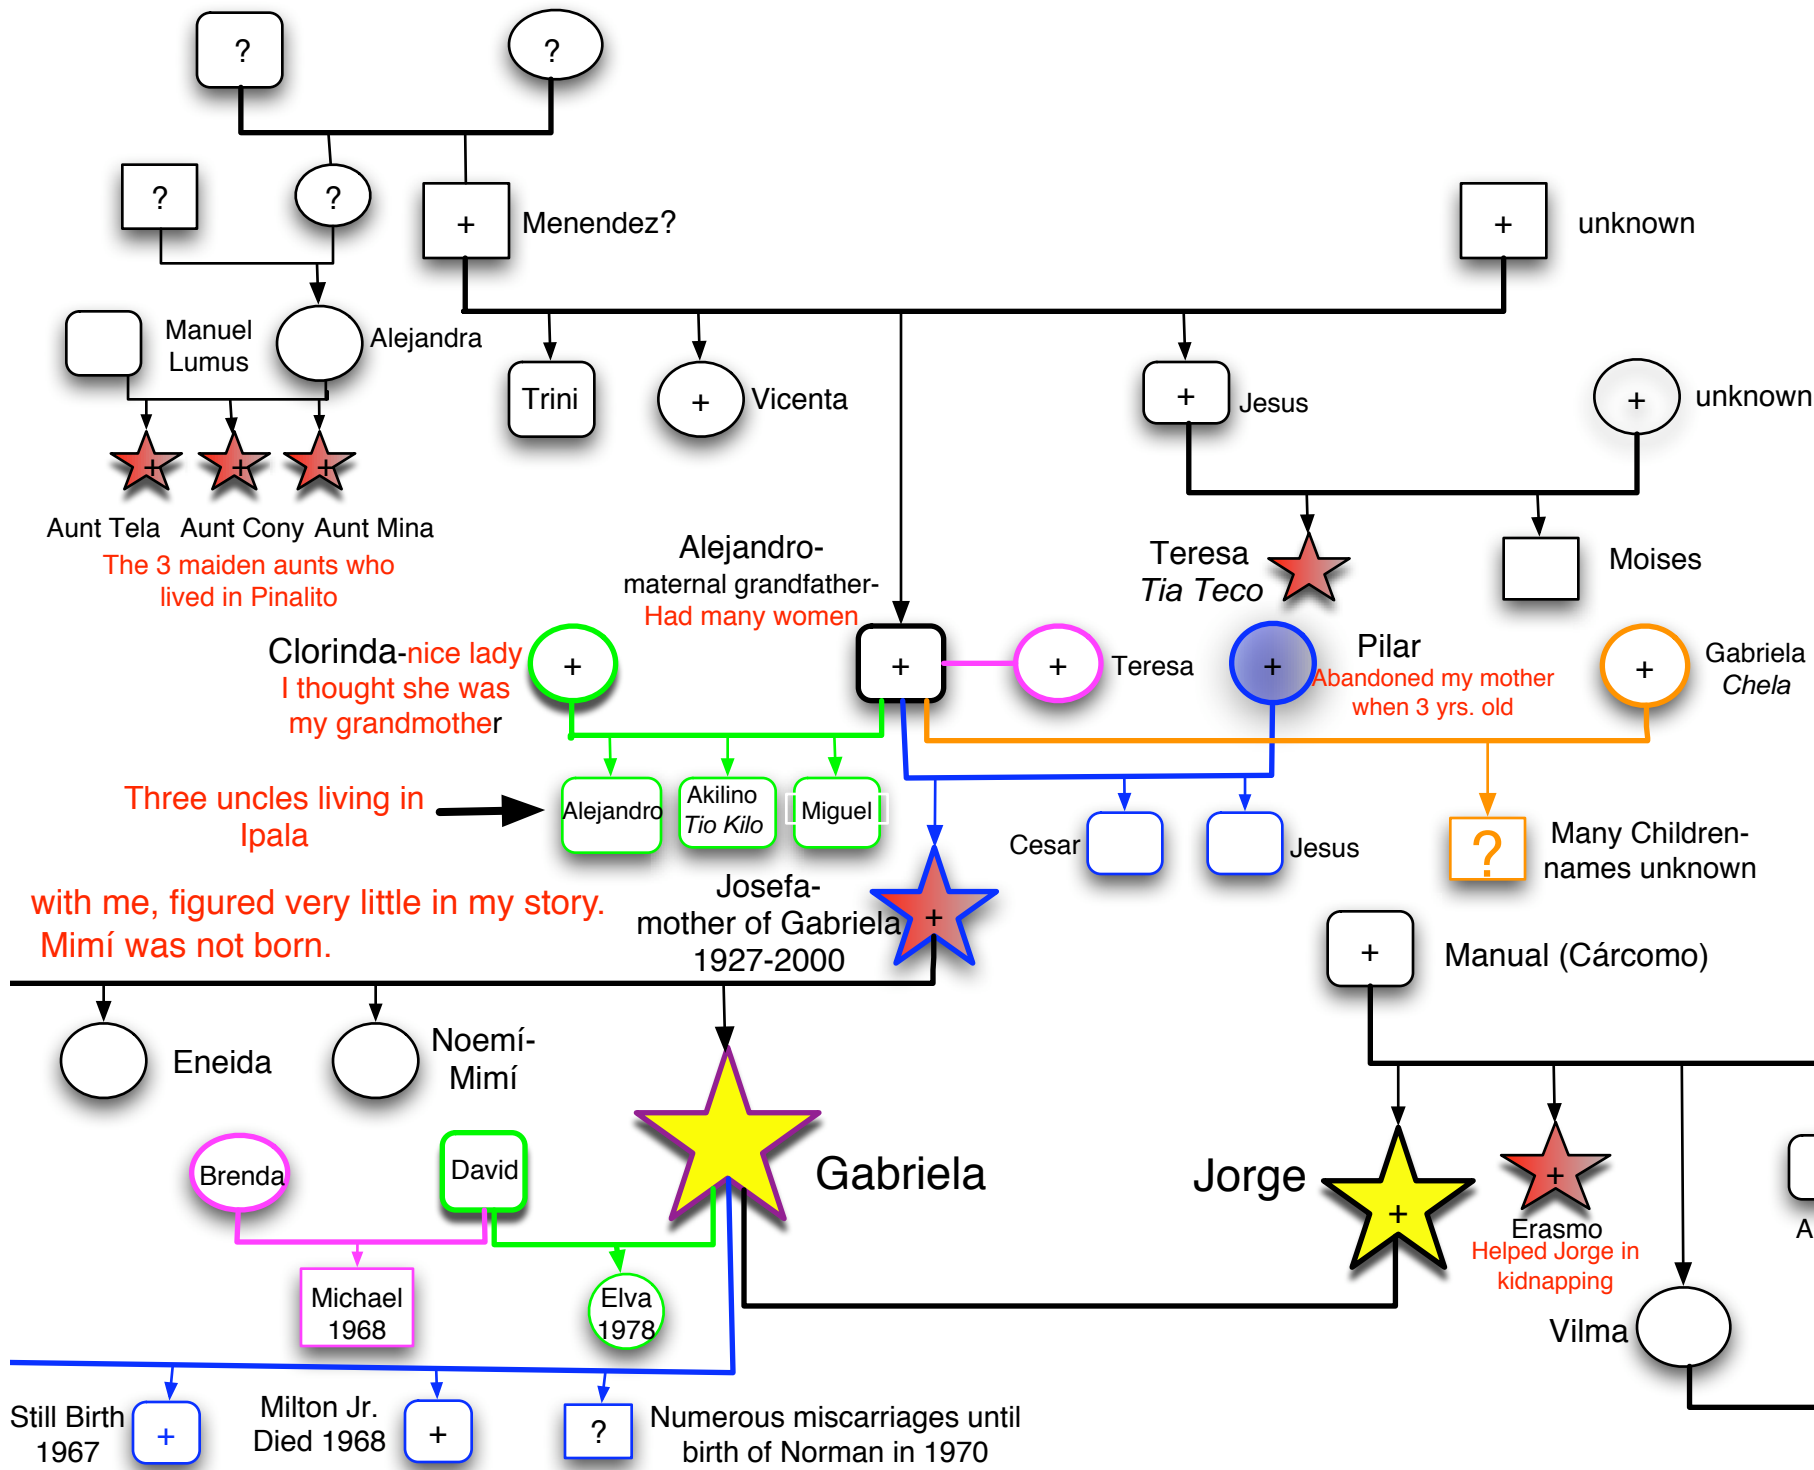 ?
?
?
?
+
Menendez?
+
unknown
Manuel
Lumus
Alejandra
Trini
+
Vicenta
+
Jesus
+
unknown
+
+
+
Aunt Tela
Aunt Cony
Aunt Mina
The 3 maiden aunts who
lived in Pinalito
Alejandro-
maternal grandfather-
Had many women
Teresa
Tia Teco
Moises
Clorinda-nice lady
I thought she was
my grandmother
+
+
+
Teresa
+
Pilar
Abandoned my mother
when 3 yrs. old
+
Gabriela
Chela
Three uncles living in
Ipala
Alejandro
Akilino
Tio Kilo
Miguel
Cesar
Jesus
?
Many Children-
names unknown
with me, figured very little in my story.
Mimí was not born.
Josefa-
mother of Gabriela
1927-2000
+
+
Manual (Cárcomo)
Eneida
Noemí-
Mimí
Brenda
David
Gabriela
Jorge
+
+
Erasmo
Helped Jorge in
kidnapping
A
Michael
1968
Elva
1978
Vilma
Still Birth
1967
+
Milton Jr.
Died 1968
+
?
Numerous miscarriages until
birth of Norman in 1970